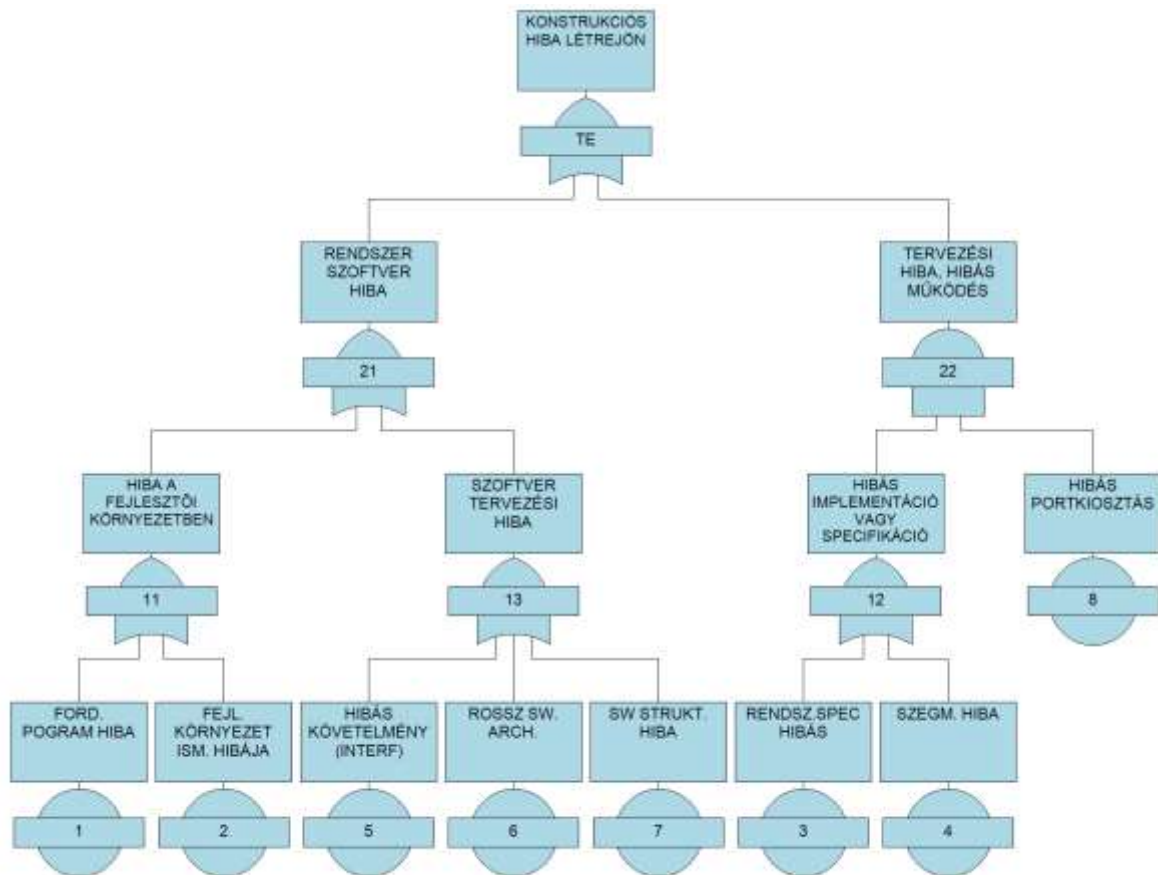 KONSTRUKCIÓS
HIBA LÉTREJÖN
TE
RENDSZER
SZOFTVER
HIBA
TERVEZÉSI
HIBA, HIBÁS
MŰKÖDÉS
21
22
HIBA A
FEJLESZTÕI
KÖRNYEZETBEN
SZOFTVER
TERVEZÉSI
HIBA
HIBÁS
IMPLEMENTÁCIÓ
VAGY
SPECIFIKÁCIÓ
HIBÁS
PORTKIOSZTÁS
11
13
12
8
FORD.
POGRAM HIBA
FEJL.
KÖRNYEZET
ISM. HIBÁJA
HIBÁS
KÖVETELMÉNY
(INTERF)
ROSSZ SW.
ARCH.
SW STRUKT.
HIBA
RENDSZ.SPEC
HIBÁS
SZEGM. HIBA
1
2
5
6
7
3
4